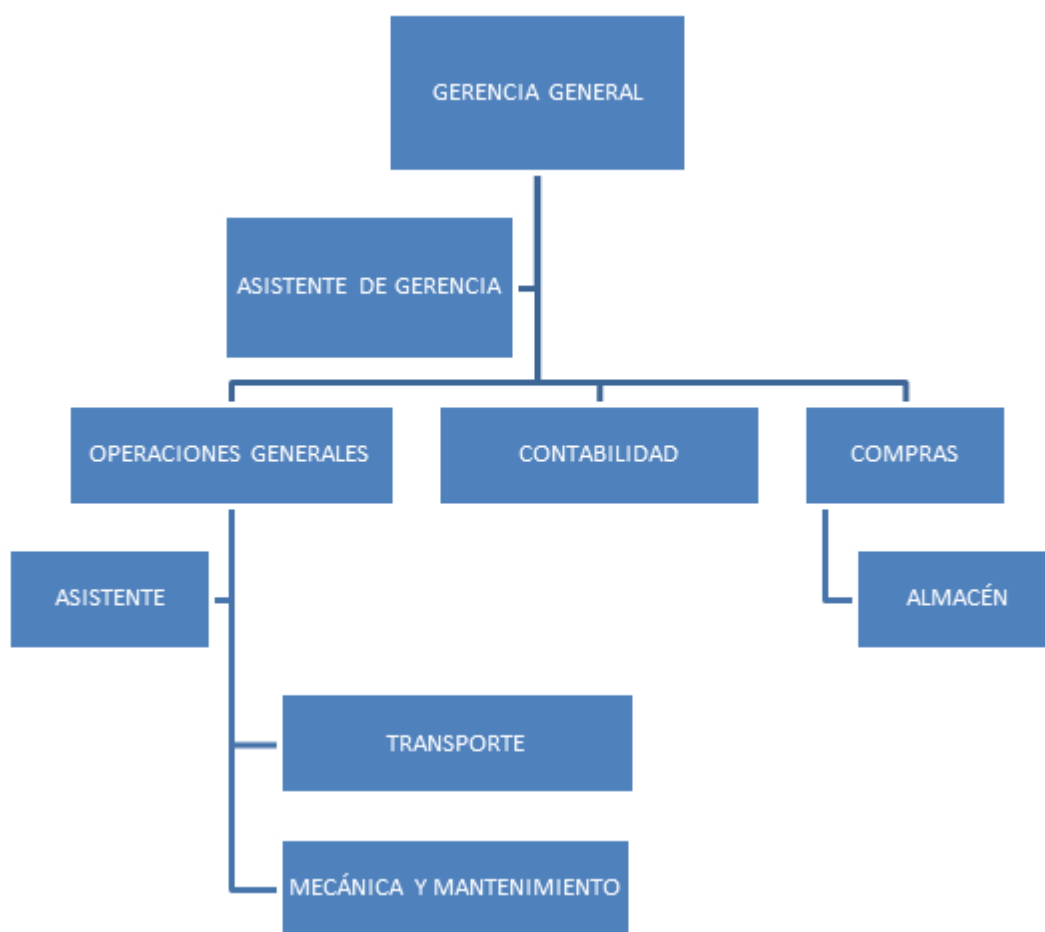 GERENCIA GENERAL
ASISTENTE DE GERENCIA
OPERACIONES GENERALES
CONTABILIDAD
COMPRAS
ASISTENTE
ALMACÉN
TRANSPORTE
MECÁNICA Y MANTENIMIENTO